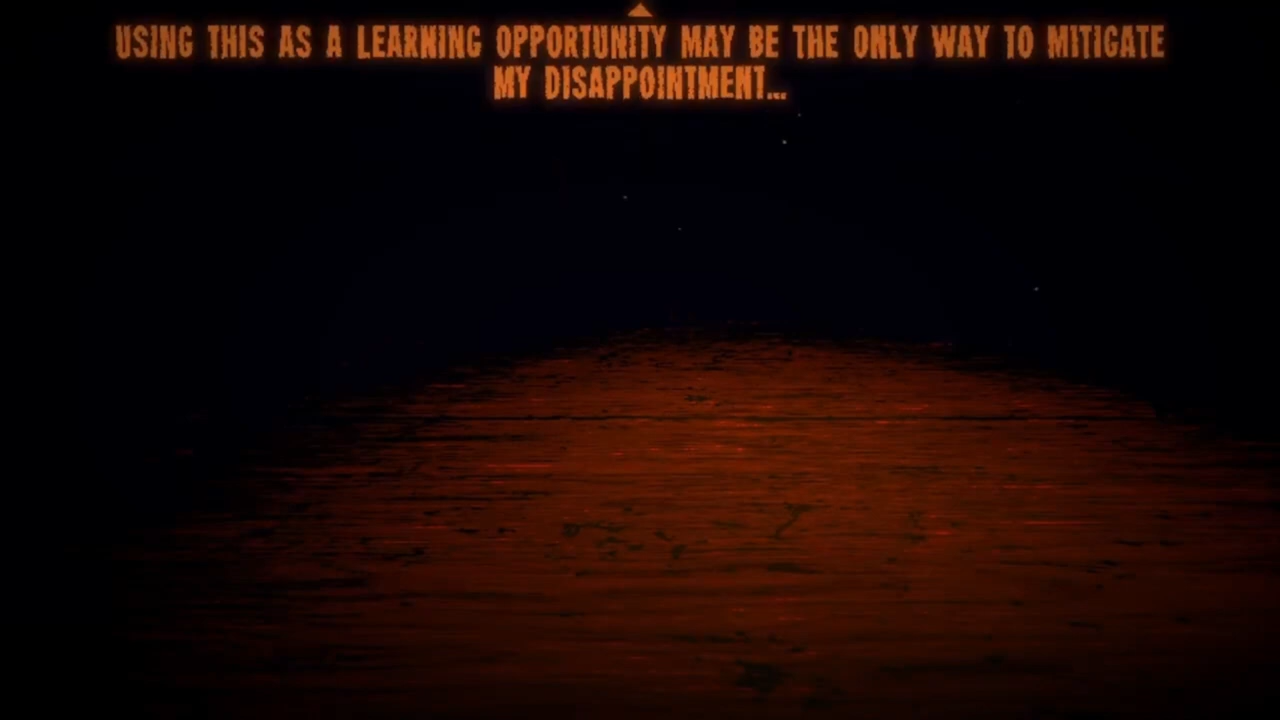 USING THIS AS A LEARNING OPPORTUNITY MAY BE THE ONLY WAY TO MITIGATE
MY DISAPPOINTMENT...